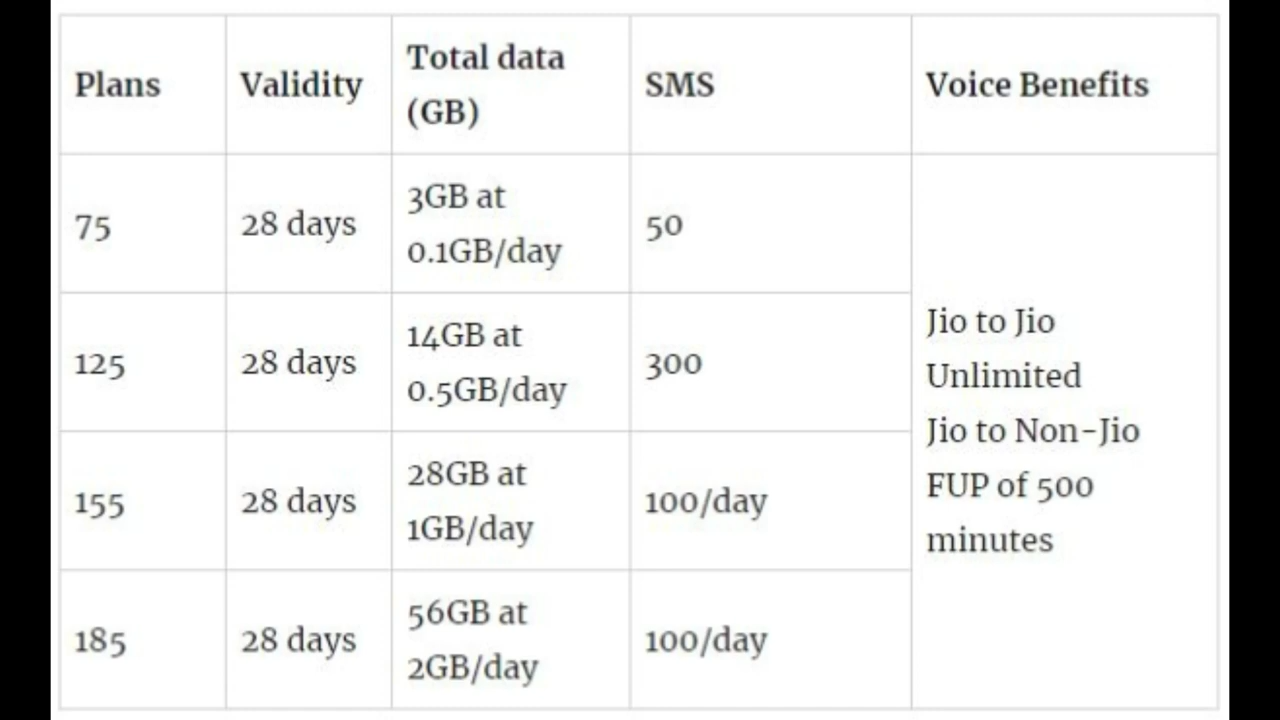 Plans Validity Total data (GB) SMS Voice Benefits
75 28 days 3GB at 0.1GB/day 50
125 28 days 14GB at 0.5GB/day 300
155 28 days 28GB at 1GB/day 100/day
185 28 days 56GB at 2GB/day 100/day
Jio to Jio
Unlimited
Jio to Non-Jio
FUP of 500
minutes